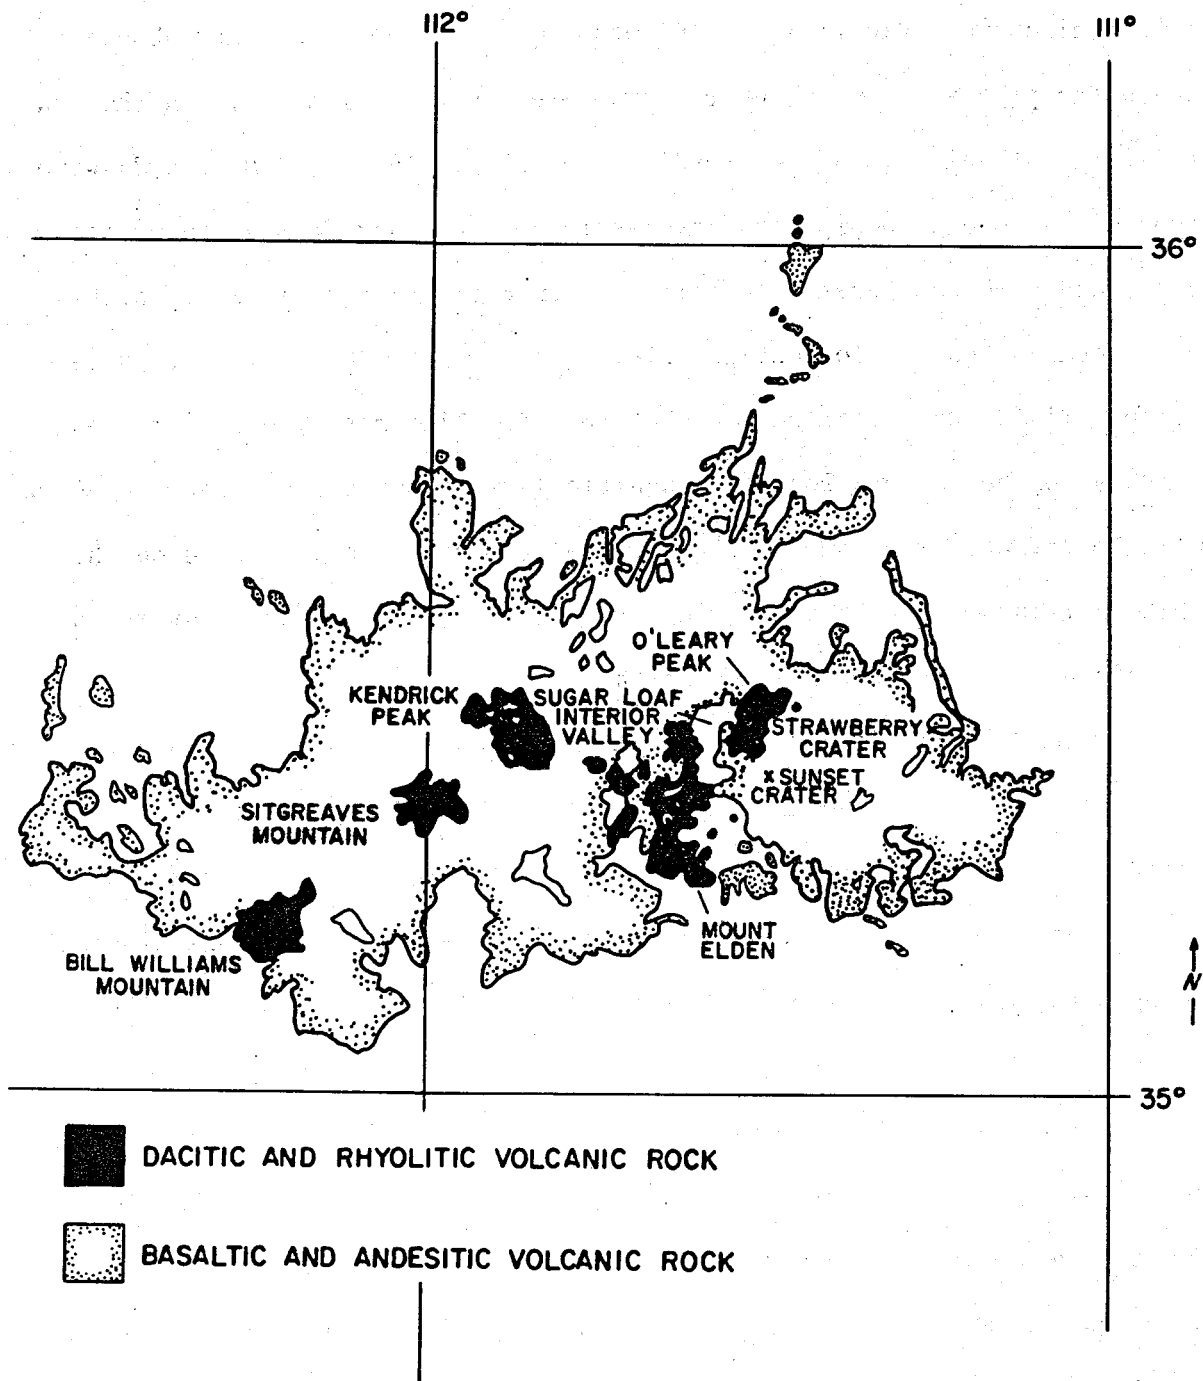 112°
111°
36°
O'LEARY
PEAK
KENDRICK
PEAK
SUGAR LOAF
INTERIOR
VALLEY
STRAWBERRY
CRATER
x SUNSET
CRATER
SITGREAVES
MOUNTAIN
MOUNT
ELDEN
BILL WILLIAMS
MOUNTAIN
N
35°
DACITIC AND RHYOLITIC VOLCANIC ROCK
BASALTIC AND ANDESITIC VOLCANIC ROCK